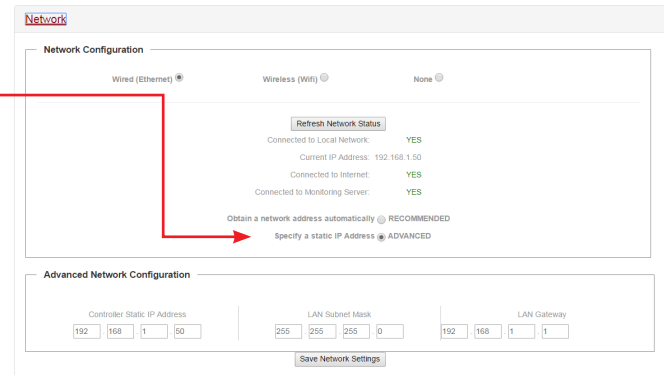 Network
Network Configuration
Wired (Ethernet) Wireless (Wifi) None
Refresh Network Status
Connected to Local Network: YES
Current IP Address: 192.168.1.50
Connected to Internet: YES
Connected to Monitoring Server: YES
Obtain a network address automatically RECOMMENDED
Specify a static IP Address ADVANCED
Advanced Network Configuration
Controller Static IP Address LAN Subnet Mask LAN Gateway
192 . 168 . 1 . 50 255 . 255 . 255 . 0 192 . 168 . 1 . 1
Save Network Settings